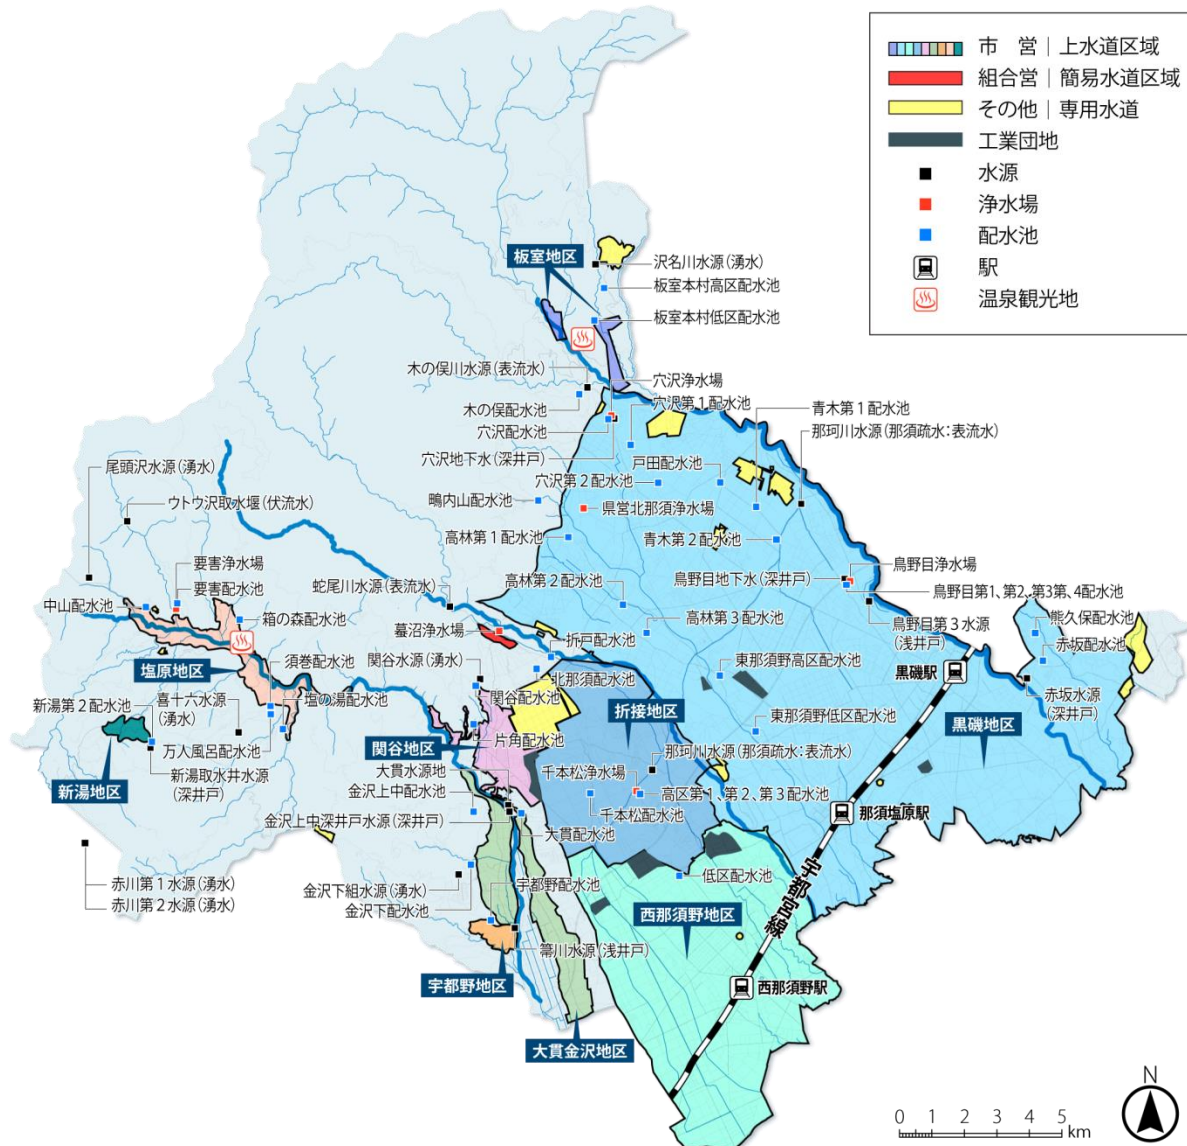 市　営｜上水道区域
組合営｜簡易水道区域
その他｜専用水道
工業団地
水源
浄水場
配水池
駅
温泉観光地
板室地区
沢名川水源(湧水)
板室本村高区配水池
板室本村低区配水池
木の俣川水源(表流水)
穴沢浄水場
木の俣配水池
穴沢第1配水池
青木第1配水池
穴沢配水池
那珂川水源(那須疏水:表流水)
穴沢地下水(深井戸)
戸田配水池
尾頭沢水源(湧水)
穴沢第2配水池
鴫内山配水池
ウトウ沢取水堰(伏流水)
県営北那須浄水場
高林第1配水池
青木第2配水池
要害浄水場
鳥野目浄水場
要害配水池
蛇尾川水源(表流水)
高林第2配水池
鳥野目地下水(深井戸)
鳥野目第1、第2、第3第、4配水池
中山配水池
箱の森配水池
蟇沼浄水場
高林第3配水池
熊久保配水池
鳥野目第3水源
(浅井戸)
折戸配水池
赤坂配水池
塩原地区
須巻配水池
関谷水源(湧水)
北那須配水池
東那須野高区配水池
黒磯駅
新湯第2配水池
喜十六水源
(湧水)
塩の湯配水池
関谷配水池
赤坂水源
(深井戸)
折接地区
東那須野低区配水池
黒磯地区
万人風呂配水池
関谷地区
片角配水池
那珂川水源(那須疏水:表流水)
新湯地区
新湯取水井水源
(深井戸)
大貫水源地
千本松浄水場
金沢上中配水池
高区第1、第2、第3配水池
千本松配水池
那須塩原駅
金沢上中深井戸水源(深井戸)
大貫配水池
赤川第1水源(湧水)
赤川第2水源(湧水)
金沢下組水源(湧水)
宇都野配水池
低区配水池
金沢下配水池
宇都宮線
西那須野地区
箒川水源(浅井戸)
宇都野地区
西那須野駅
大貫金沢地区
N
0 1 2 3 4 5
km